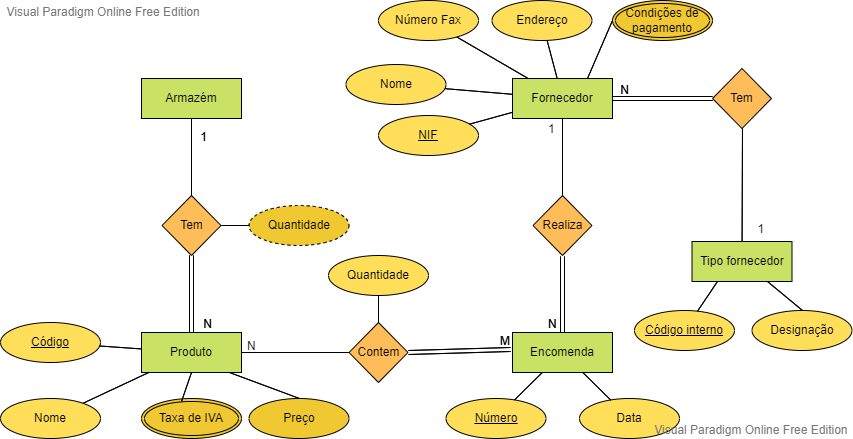 Visual Paradigm Online Free Edition
Número Fax
Endereço
Condições de
pagamento
Armazém
Nome
Fornecedor
N
Tem
1
NIF
1
Tem
Quantidade
Realiza
1
Tipo fornecedor
Quantidade
N
N
Código
Produto
N
Contem
M
Encomenda
Código interno
Designação
Nome
Taxa de IVA
Preço
Número
Data
Visual Paradigm Online Free Edition